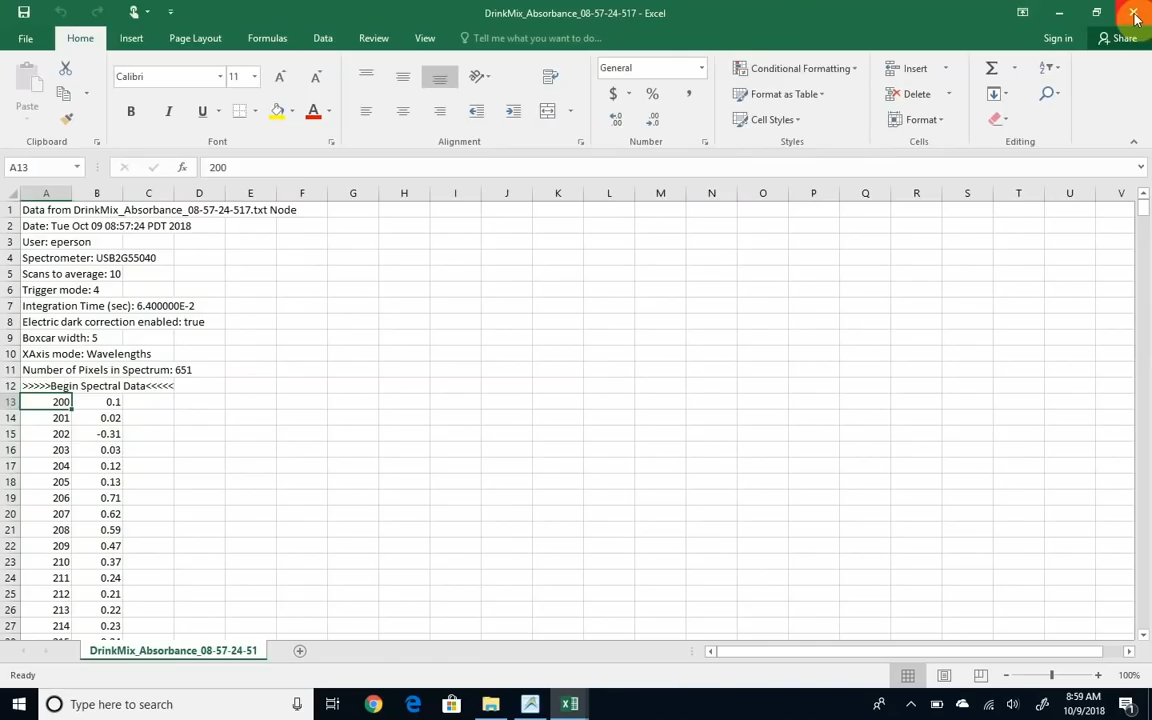 DrinkMix_Absorbance_08-57-24-517 - Excel
File Home Insert Page Layout Formulas Data Review View Tell me what you want to do... Sign in Share
Paste
Calibri 11
B I U A
General
$ % ,
Conditional Formatting
Format as Table
Cell Styles
Insert
Delete
Format
Clipboard Font Alignment Number Styles Cells Editing
A13 fx 200
A B C D E F G H I J K L M N O P Q R S T U V
1 Data from DrinkMix_Absorbance_08-57-24-517.txt Node
2 Date: Tue Oct 09 08:57:24 PDT 2018
3 User: eperson
4 Spectrometer: USB2G55040
5 Scans to average: 10
6 Trigger mode: 4
7 Integration Time (sec): 6.400000E-2
8 Electric dark correction enabled: true
9 Boxcar width: 5
10 XAxis mode: Wavelengths
11 Number of Pixels in Spectrum: 651
12 >>>>>Begin Spectral Data<<<<<
13 200 0.1
14 201 0.02
15 202 -0.31
16 203 0.03
17 204 0.12
18 205 0.13
19 206 0.71
20 207 0.62
21 208 0.59
22 209 0.47
23 210 0.37
24 211 0.24
25 212 0.21
26 213 0.22
27 214 0.23
DrinkMix_Absorbance_08-57-24-51
Ready 100%
Type here to search
8:59 AM
10/9/2018